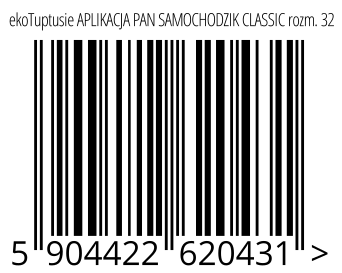 ekoTuptusie APLIKACJA PAN SAMOCHODZIK CLASSIC rozm. 32
5 904422 620431 >